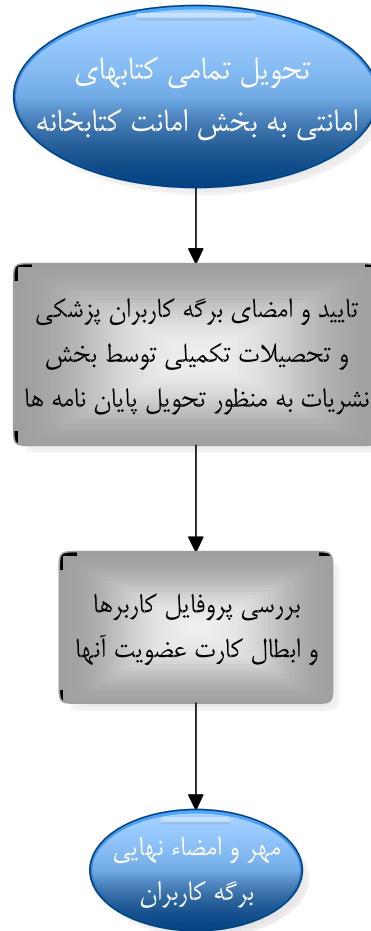 تحویل تمامی کتابهای
امانتی به بخش امانت کتابخانه
تایید و امضای برگه کاربران پزشکی
و تحصیلات تکمیلی توسط بخش
نشریات به منظور تحویل پایان نامه ها
بررسی پروفایل کاربرها
و ابطال کارت عضویت آنها
مهر و امضاء نهایی
برگه کاربران